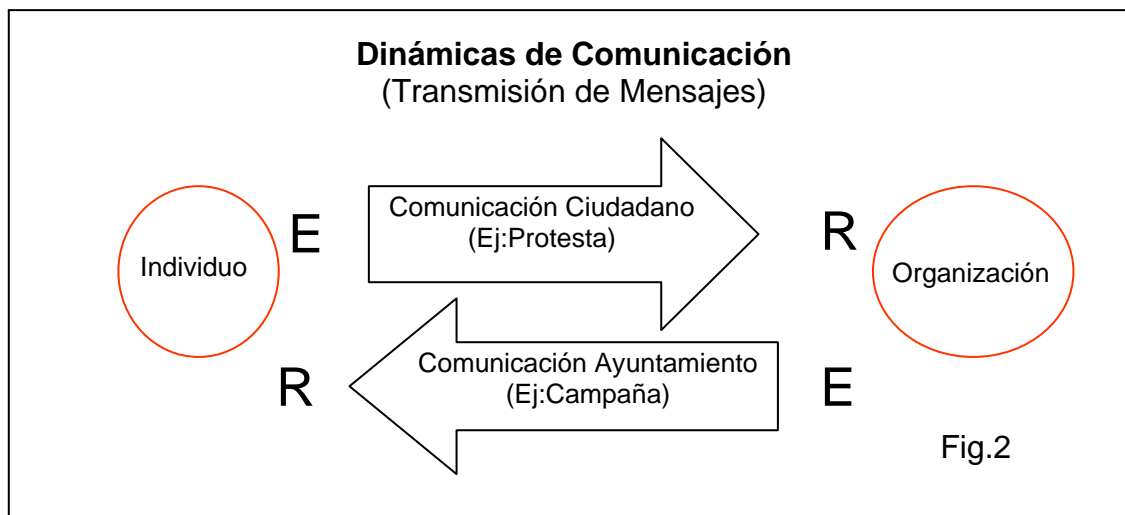 Dinámicas de Comunicación
(Transmisión de Mensajes)
Individuo
E
Comunicación Ciudadano
(Ej:Protesta)
R
Organización
R
Comunicación Ayuntamiento
(Ej:Campaña)
E
Fig.2